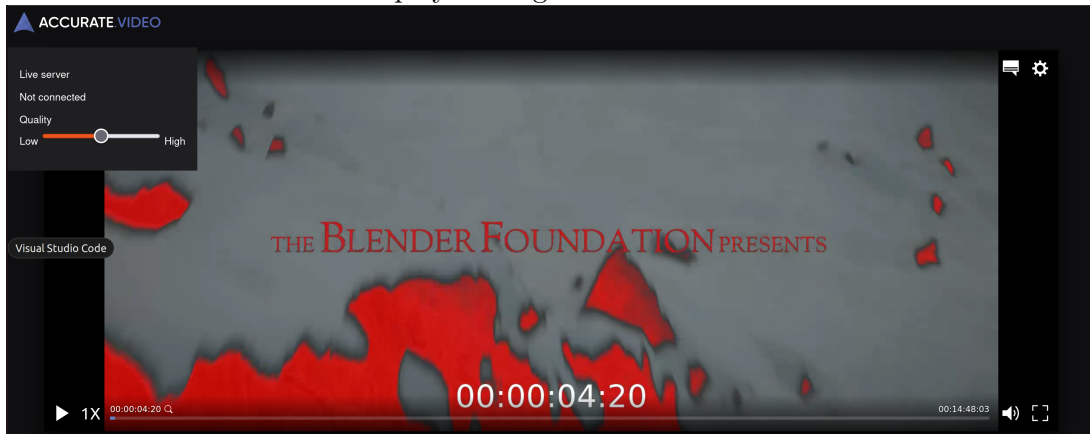 ACCURATE.VIDEO
Live server
Not connected
Quality
Low High
Visual Studio Code
THE BLENDER FOUNDATION PRESENTS
00:00:04:20
1X 00:00:04:20 00:14:48:03